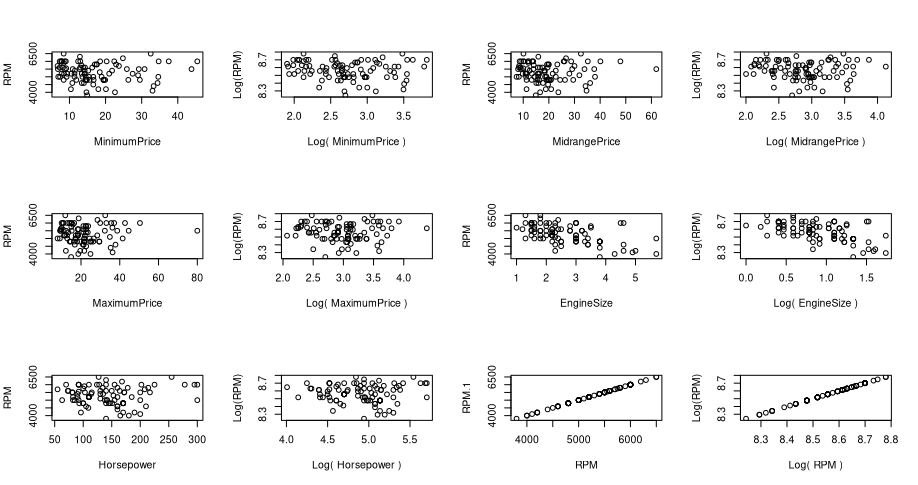 RPM
4000 6500
10 20 30 40
MinimumPrice
Log(RPM)
8.3 8.7
2.0 2.5 3.0 3.5
Log( MinimumPrice )
RPM
4000 6500
10 20 30 40 50 60
MidrangePrice
Log(RPM)
8.3 8.7
2.0 2.5 3.0 3.5 4.0
Log( MidrangePrice )
RPM
4000 6500
20 40 60 80
MaximumPrice
Log(RPM)
8.3 8.7
2.0 2.5 3.0 3.5 4.0
Log( MaximumPrice )
RPM
4000 6500
1 2 3 4 5
EngineSize
Log(RPM)
8.3 8.7
0.0 0.5 1.0 1.5
Log( EngineSize )
RPM
4000 6500
50 100 150 200 250 300
Horsepower
Log(RPM)
8.3 8.7
4.0 4.5 5.0 5.5
Log( Horsepower )
RPM.1
4000 6500
4000 5000 6000
RPM
Log(RPM)
8.3 8.7
8.3 8.4 8.5 8.6 8.7 8.8
Log( RPM )